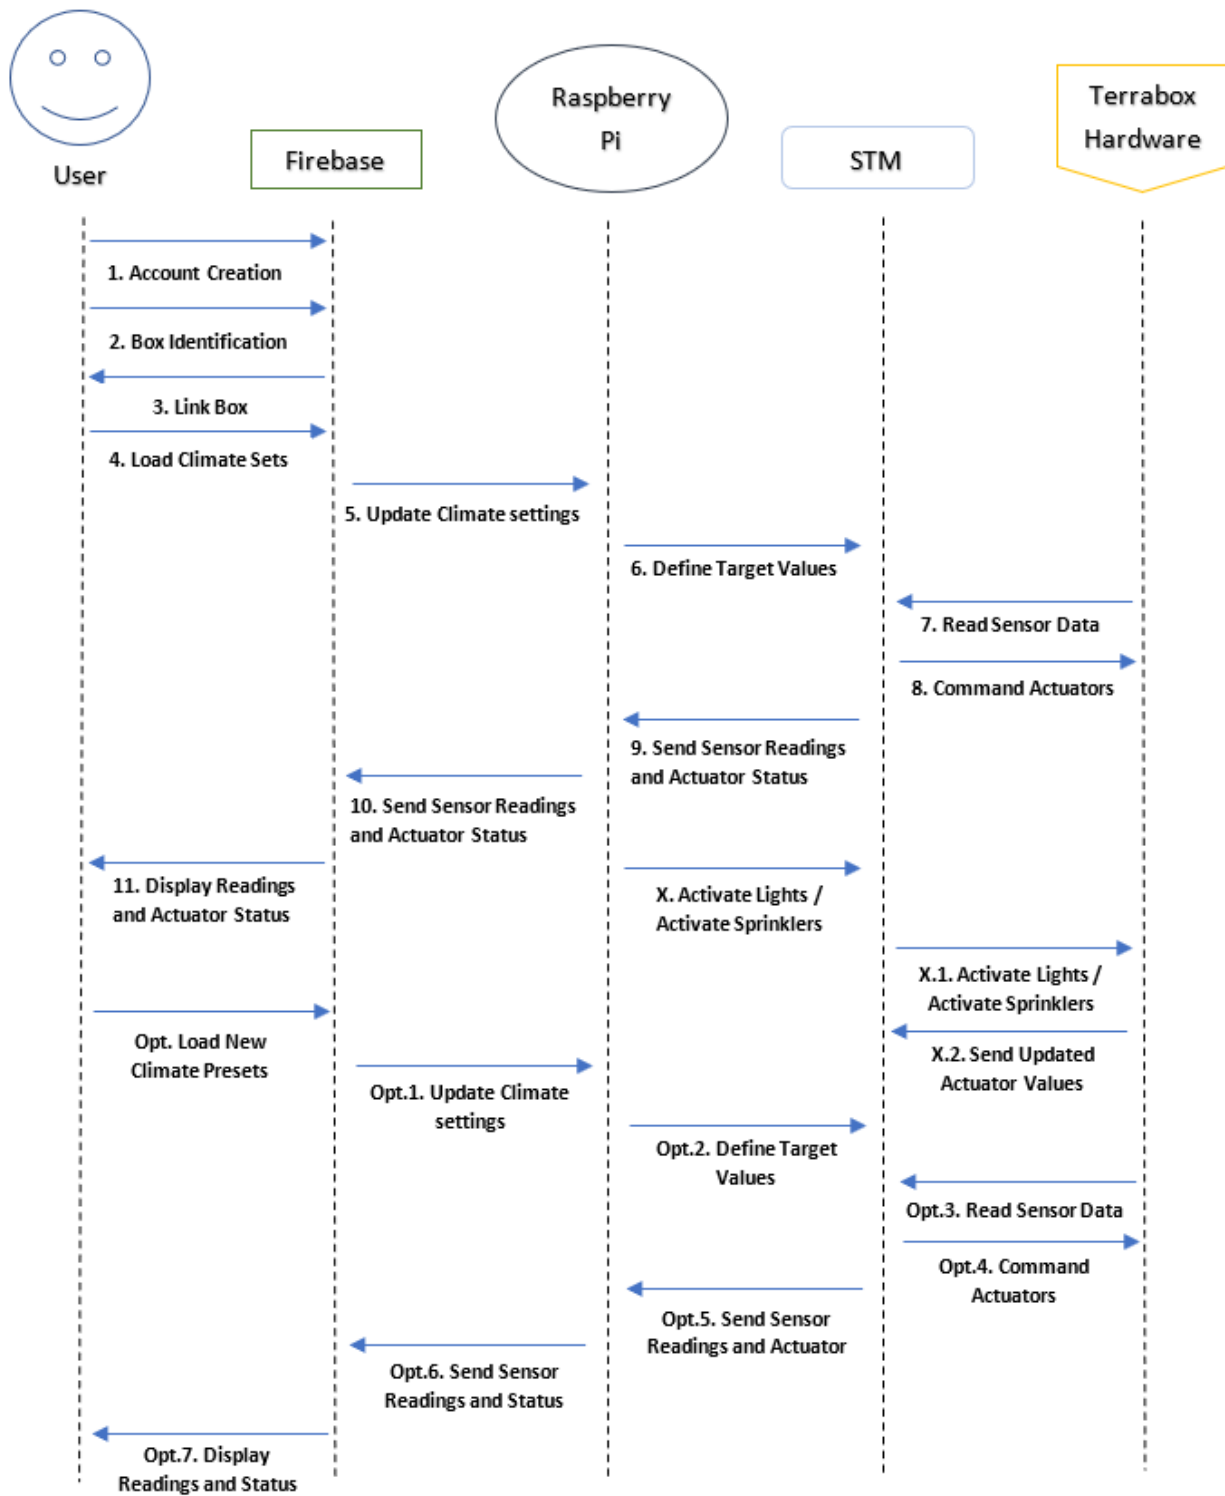 User
Firebase
Raspberry
Pi
STM
Terrabox
Hardware
1. Account Creation
2. Box Identification
3. Link Box
4. Load Climate Sets
5. Update Climate settings
6. Define Target Values
7. Read Sensor Data
8. Command Actuators
9. Send Sensor Readings
and Actuator Status
10. Send Sensor Readings
and Actuator Status
11. Display Readings
and Actuator Status
X. Activate Lights /
Activate Sprinklers
X.1. Activate Lights /
Activate Sprinklers
X.2. Send Updated
Actuator Values
Opt. Load New
Climate Presets
Opt.1. Update Climate
settings
Opt.2. Define Target
Values
Opt.3. Read Sensor Data
Opt.4. Command
Actuators
Opt.5. Send Sensor
Readings and Actuator
Opt.6. Send Sensor
Readings and Status
Opt.7. Display
Readings and Status